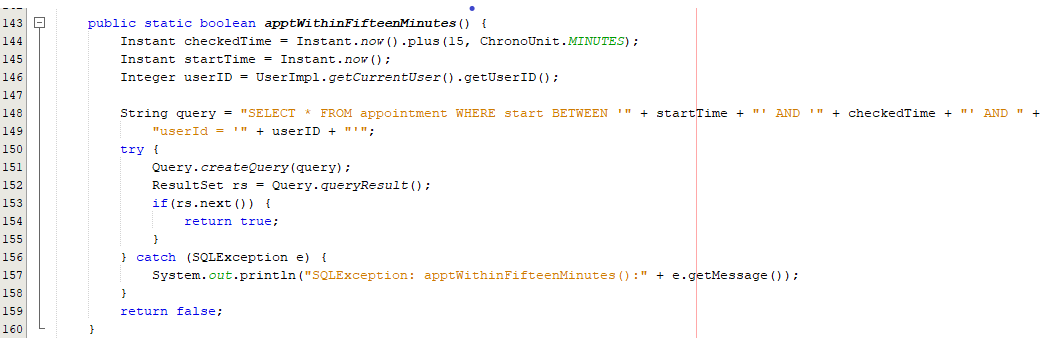 143 public static boolean apptWithinFifteenMinutes() {
144 Instant checkedTime = Instant.now().plus(15, ChronoUnit.MINUTES);
145 Instant startTime = Instant.now();
146 Integer userID = UserImpl.getCurrentUser().getUserID();
147
148 String query = "SELECT * FROM appointment WHERE start BETWEEN '" + startTime + "' AND '" + checkedTime + "' AND " +
149 "userId = '" + userID + "'";
150 try {
151 Query.createQuery(query);
152 ResultSet rs = Query.queryResult();
153 if(rs.next()) {
154 return true;
155 }
156 } catch (SQLException e) {
157 System.out.println("SQLException: apptWithinFifteenMinutes():" + e.getMessage());
158 }
159 return false;
160 }